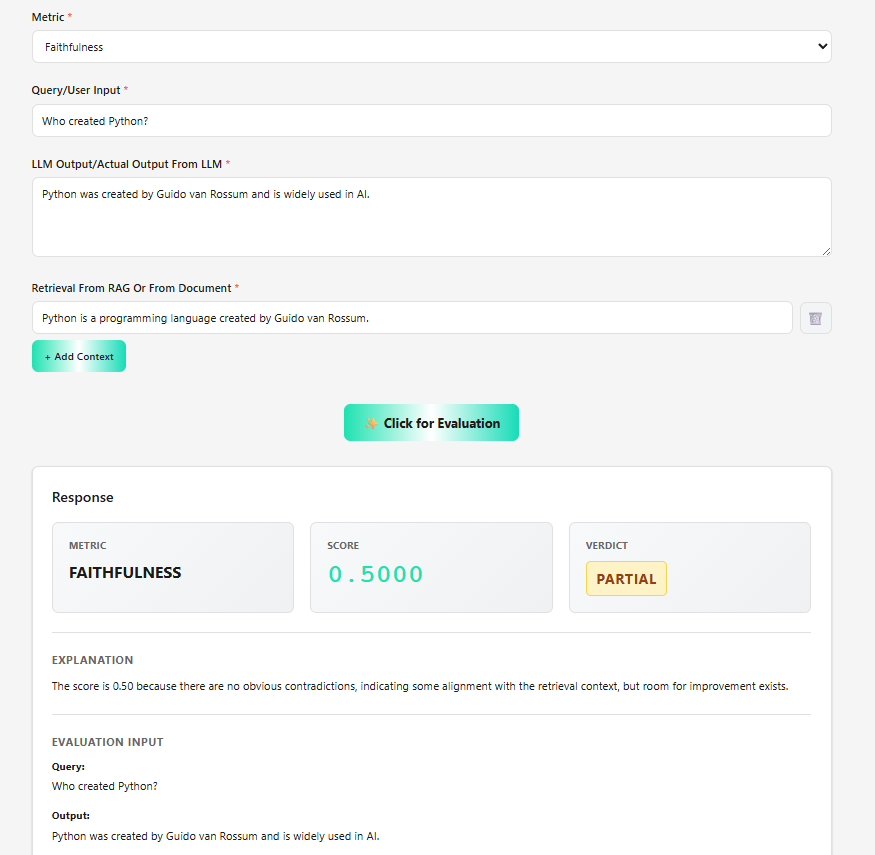 Metric *
Faithfulness
Query/User Input *
Who created Python?
LLM Output/Actual Output From LLM *
Python was created by Guido van Rossum and is widely used in AI.
Retrieval From RAG Or From Document *
Python is a programming language created by Guido van Rossum.
+ Add Context
✨ Click for Evaluation
Response
METRIC
FAITHFULNESS
SCORE
0.5000
VERDICT
PARTIAL
EXPLANATION
The score is 0.50 because there are no obvious contradictions, indicating some alignment with the retrieval context, but room for improvement exists.
EVALUATION INPUT
Query:
Who created Python?
Output:
Python was created by Guido van Rossum and is widely used in AI.